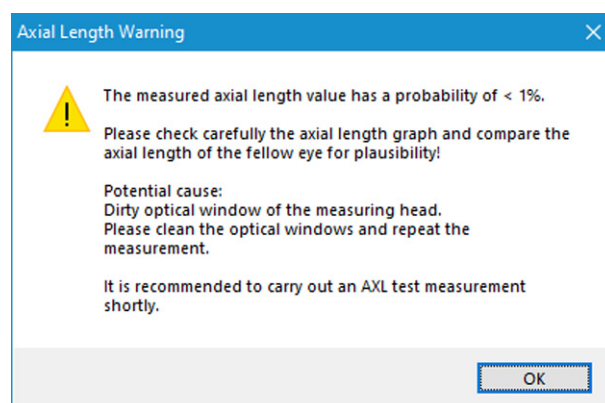 Axial Length Warning
The measured axial length value has a probability of < 1%.
Please check carefully the axial length graph and compare the
axial length of the fellow eye for plausibility!
Potential cause:
Dirty optical window of the measuring head.
Please clean the optical windows and repeat the
measurement.
It is recommended to carry out an AXL test measurement
shortly.
OK